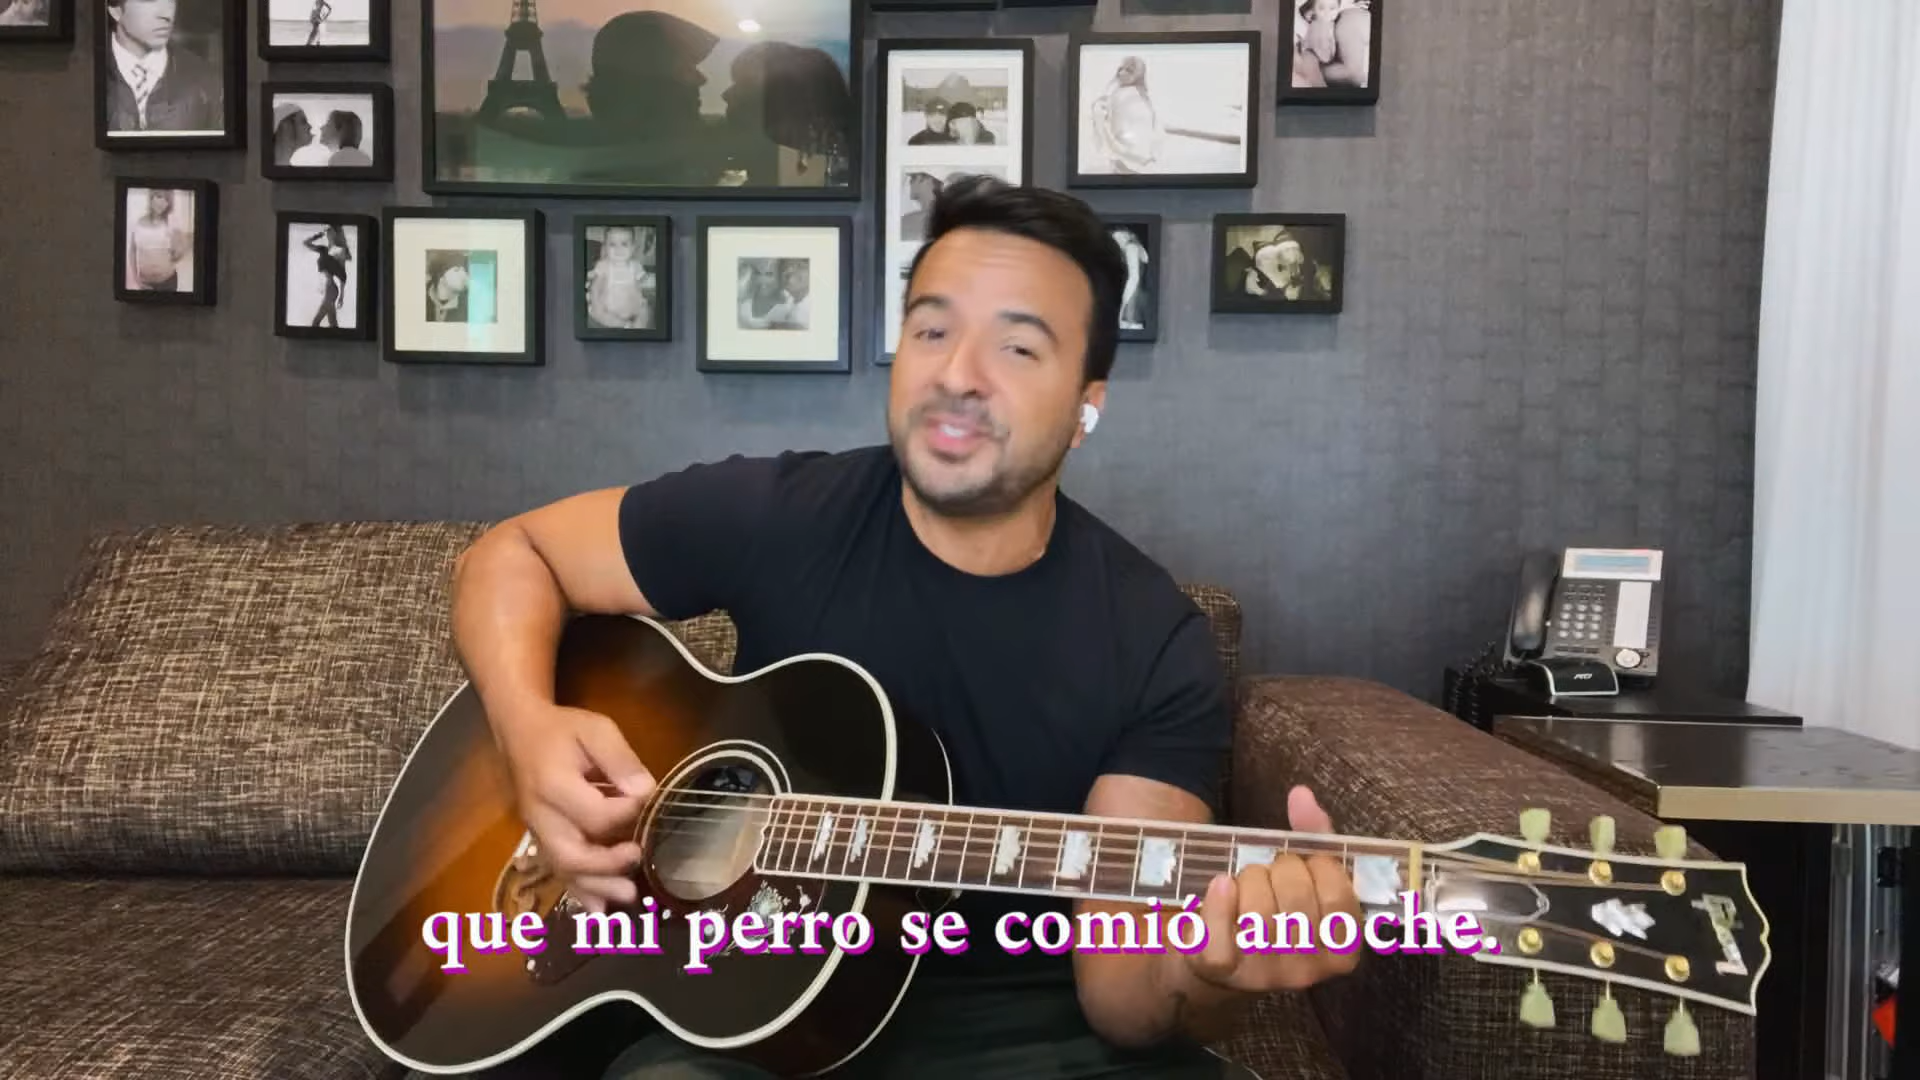 que mi perro se comió anoche.